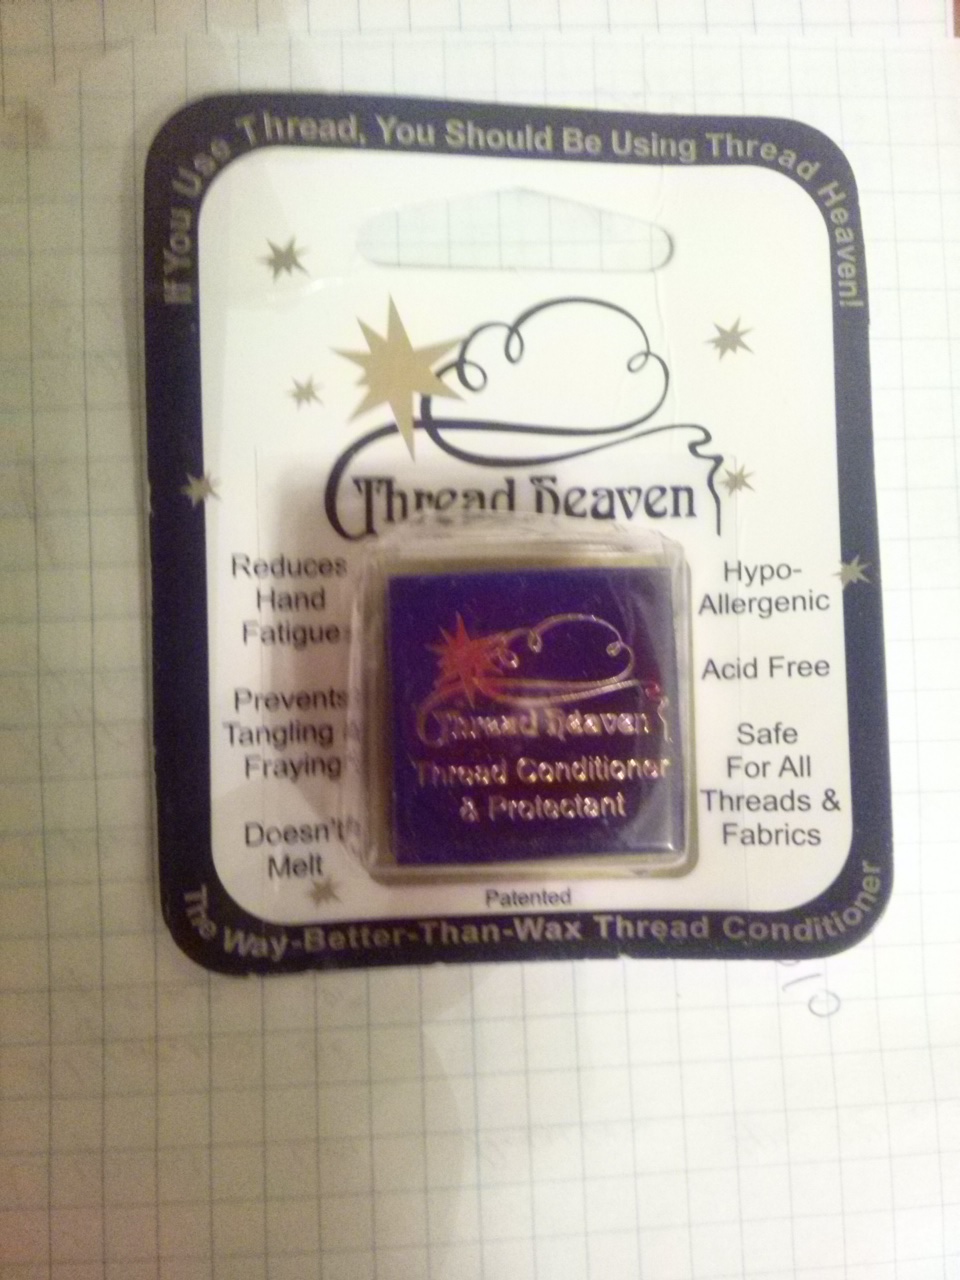 If You Use Thread, You Should Be Using Thread Heaven!
Thread Heaven
Reduces
Hand
Fatigue
Prevents
Tangling
Fraying
Doesn't
Melt
Hypo-
Allergenic
Acid Free
Safe
For All
Threads &
Fabrics
Thread Heaven
Thread Conditioner
& Protectant
Patented
The Way-Better-Than-Wax Thread Conditioner